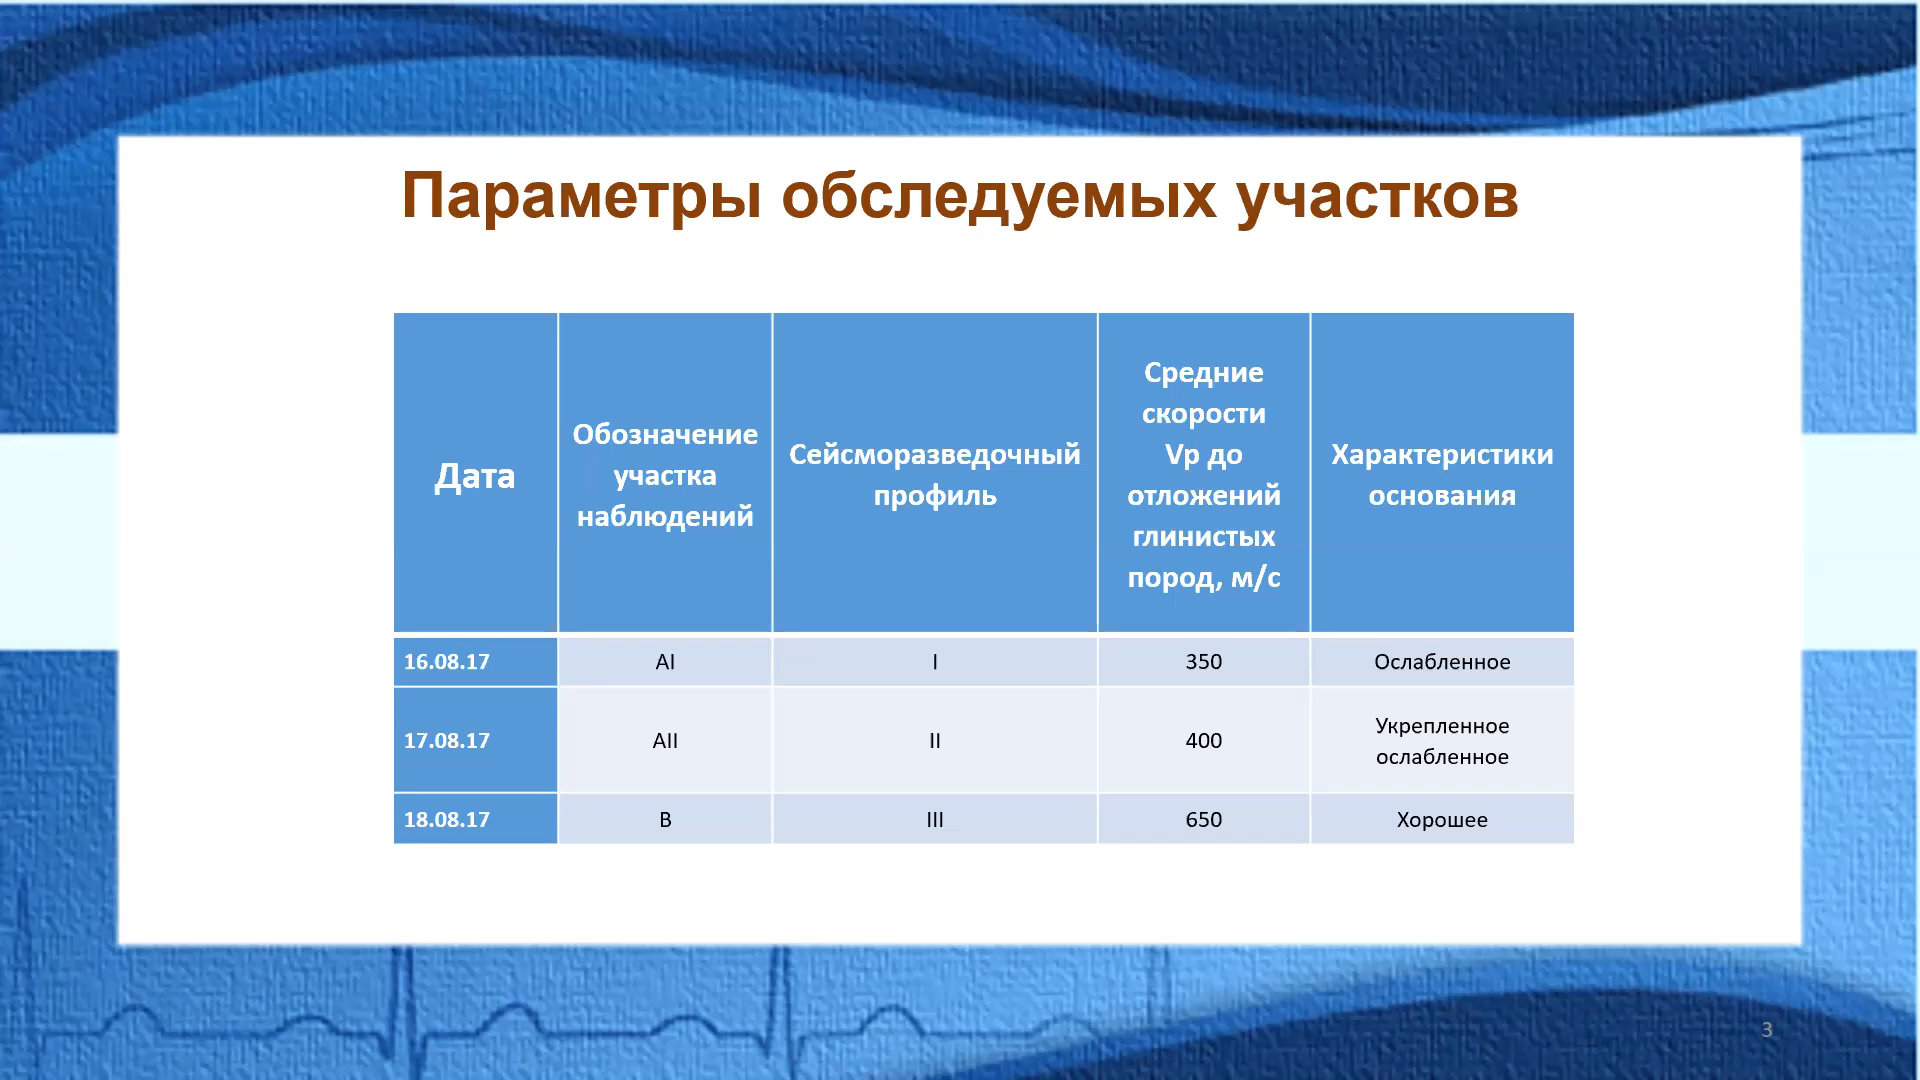 Параметры обследуемых участков
Дата
Обозначение
участка
наблюдений
Сейсморазведочный
профиль
Средние
скорости
Vp до
отложений
глинистых
пород, м/с
Характеристики
основания
16.08.17 AI I 350 Ослабленное
17.08.17 AII II 400 Укрепленное
ослабленное
18.08.17 В III 650 Хорошее
3